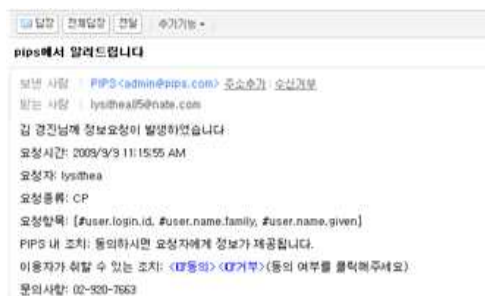 답장 전체답장 전달 추가기능
pips에서 알려드립니다
보낸 사람 : PIPS<admin@pips.com> 주소추가 수신거부
받는 사람 : lysithea85@nate.com
김 경진님께 정보요청이 발생하였습니다
요청시간: 2009/9/9 11:15:55 AM
요청자: lysithea
요청종류: CP
요청항목: [#user.login.id, #user.name.family, #user.name.given]
PIPS 내 조치: 동의하시면 요청자에게 정보가 제공됩니다.
이용자가 취할 수 있는 조치: <동의> <거부> (동의 여부를 클릭해주세요)
문의사항: 02-920-7663